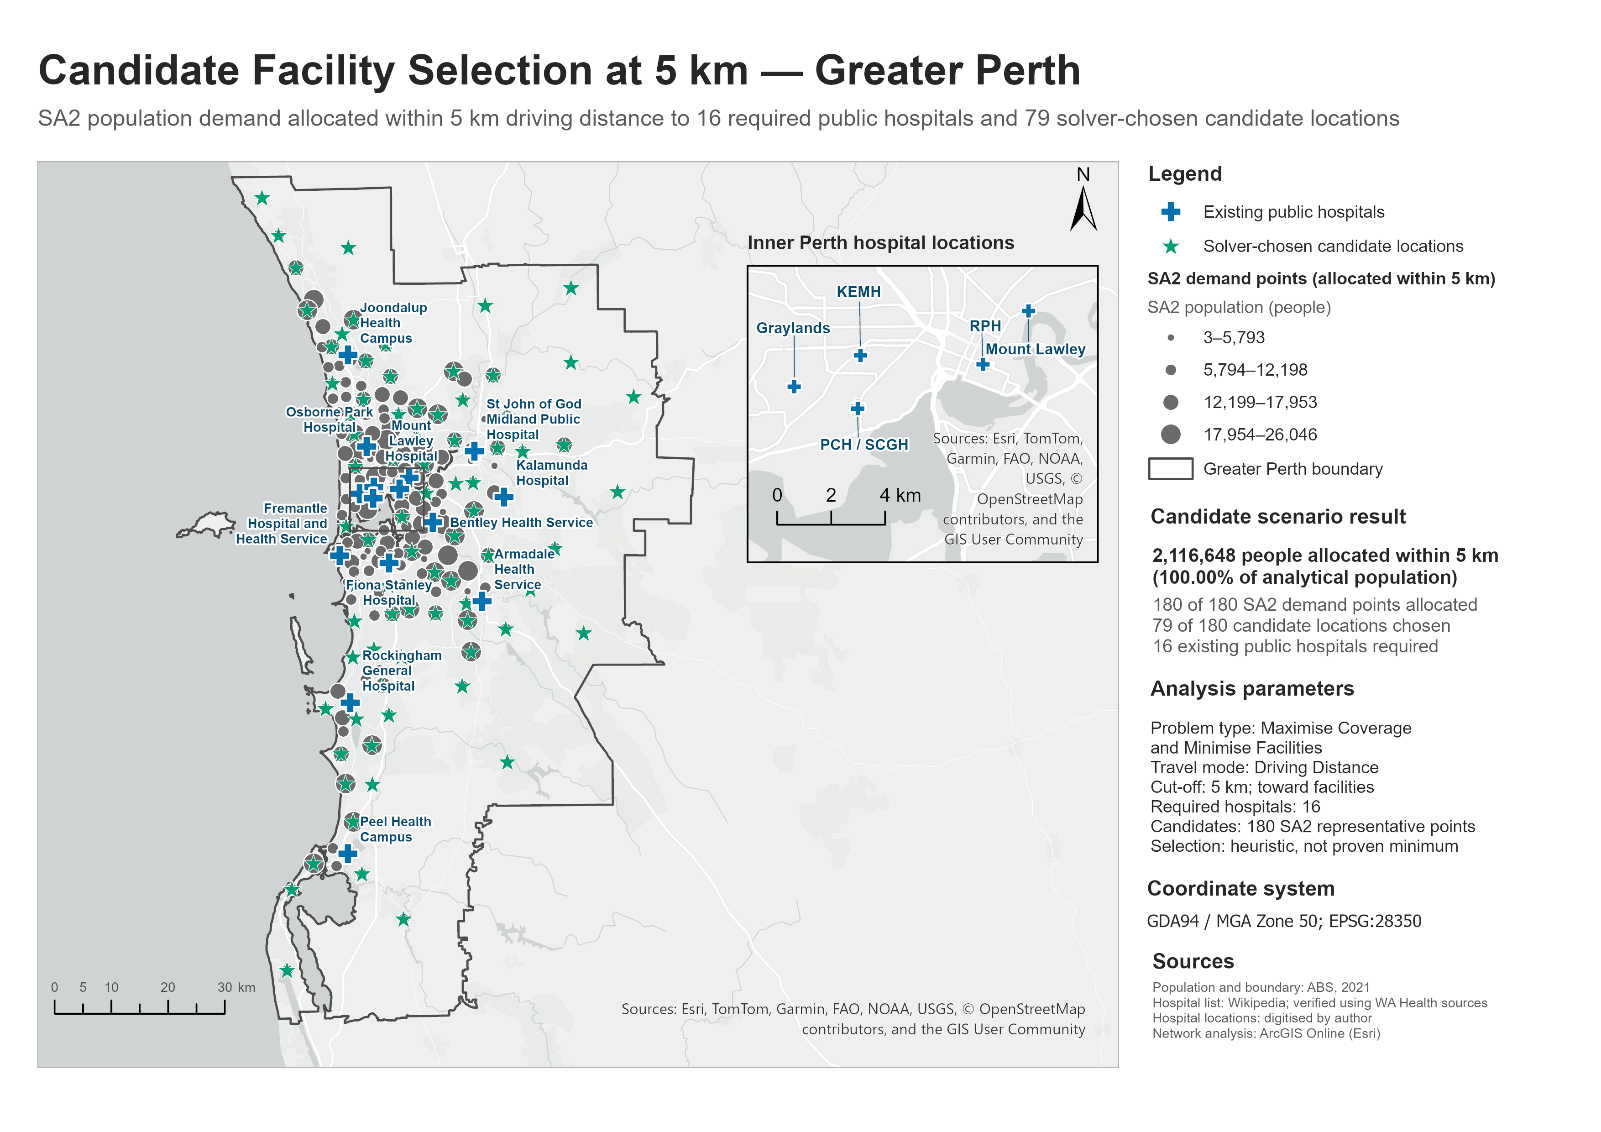 Candidate Facility Selection at 5 km — Greater Perth
SA2 population demand allocated within 5 km driving distance to 16 required public hospitals and 79 solver-chosen candidate locations
N
Joondalup
Health
Campus
Osborne Park
Hospital
Mount
Lawley
Hospital
St John of God
Midland Public
Hospital
Kalamunda
Hospital
Fremantle
Hospital and
Health Service
Bentley Health Service
Armadale
Health
Service
Fiona Stanley
Hospital
Rockingham
General
Hospital
Peel Health
Campus
0 5 10 20 30 km
Sources: Esri, TomTom, Garmin, FAO, NOAA, USGS, © OpenStreetMap
contributors, and the GIS User Community
Inner Perth hospital locations
KEMH
Graylands
RPH
Mount Lawley
PCH / SCGH
0 2 4 km
Sources: Esri, TomTom,
Garmin, FAO, NOAA,
USGS, ©
OpenStreetMap
contributors, and the
GIS User Community
Legend
Existing public hospitals
Solver-chosen candidate locations
SA2 demand points (allocated within 5 km)
SA2 population (people)
3–5,793
5,794–12,198
12,199–17,953
17,954–26,046
Greater Perth boundary
Candidate scenario result
2,116,648 people allocated within 5 km
(100.00% of analytical population)
180 of 180 SA2 demand points allocated
79 of 180 candidate locations chosen
16 existing public hospitals required
Analysis parameters
Problem type: Maximise Coverage
and Minimise Facilities
Travel mode: Driving Distance
Cut-off: 5 km; toward facilities
Required hospitals: 16
Candidates: 180 SA2 representative points
Selection: heuristic, not proven minimum
Coordinate system
GDA94 / MGA Zone 50; EPSG:28350
Sources
Population and boundary: ABS, 2021
Hospital list: Wikipedia; verified using WA Health sources
Hospital locations: digitised by author
Network analysis: ArcGIS Online (Esri)